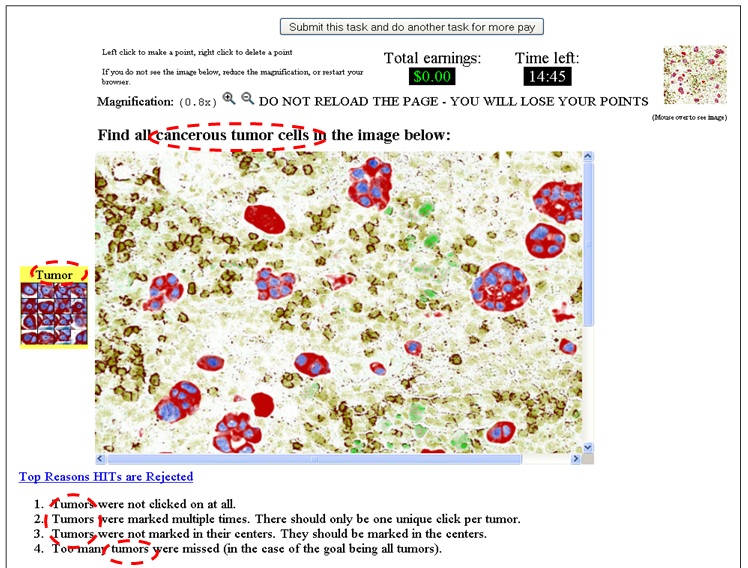 Submit this task and do another task for more pay
Left click to make a point, right click to delete a point
If you do not see the image below, reduce the magnification, or restart your
browser.
Total earnings:
$0.00
Time left:
14:45
Magnification: (0.8x) DO NOT RELOAD THE PAGE - YOU WILL LOSE YOUR POINTS
(Mouse over to see image)
Find all cancerous tumor cells in the image below:
Tumor
Top Reasons HITs are Rejected
1. Tumors were not clicked on at all.
2. Tumors were marked multiple times. There should only be one unique click per tumor.
3. Tumors were not marked in their centers. They should be marked in the centers.
4. Too many tumors were missed (in the case of the goal being all tumors).